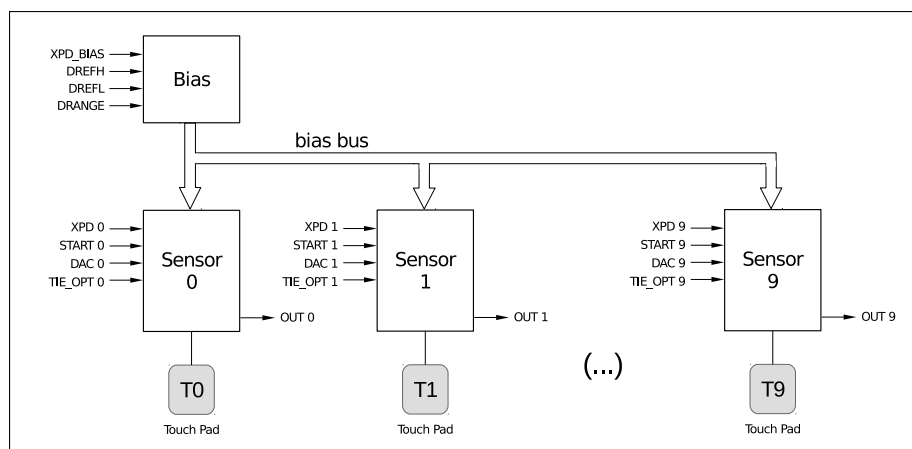 XPD_BIAS
DREFH
DREFL
DRANGE
Bias
bias bus
XPD 0
START 0
DAC 0
TIE_OPT 0
Sensor
0
OUT 0
T0
Touch Pad
XPD 1
START 1
DAC 1
TIE_OPT 1
Sensor
1
OUT 1
T1
Touch Pad
(...)
XPD 9
START 9
DAC 9
TIE_OPT 9
Sensor
9
OUT 9
T9
Touch Pad